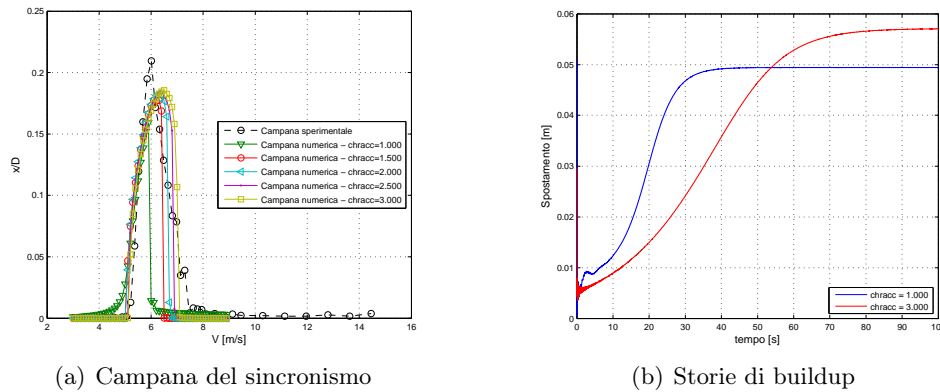 0.25
0.2
0.15
0.1
0.05
0
x/D
2
4
6
8
10
12
14
16
V [m/s]
Campana sperimentale
Campana numerica – chracc=1.000
Campana numerica – chracc=1.500
Campana numerica – chracc=2.000
Campana numerica – chracc=2.500
Campana numerica – chracc=3.000
(a) Campana del sincronismo
0.06
0.05
0.04
0.03
0.02
0.01
0
Spostamento [m]
0
10
20
30
40
50
60
70
80
90
100
tempo [s]
chracc = 1.000
chracc = 3.000
(b) Storie di buildup